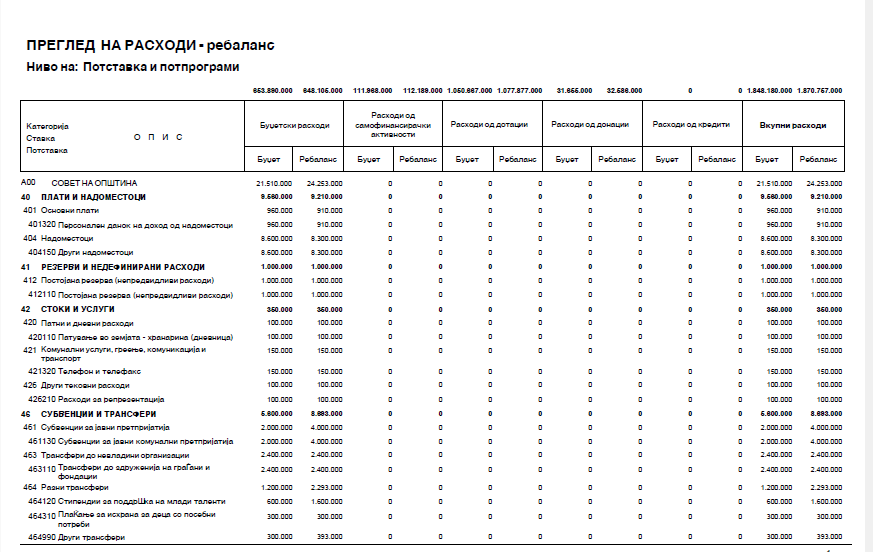 ПРЕГЛЕД НА РАСХОДИ - ребаланс
Ниво на: Потставка и потпрограми
653.890.000 648.105.000 111.968.000 112.189.000 1.050.667.000 1.077.877.000 31.655.000 32.586.000 0 0 1.848.180.000 1.870.757.000
Категорија
Ставка
Потставка
О П И С
Буџетски расходи
Расходи од
самофинансирачки
активности
Расходи од дотации
Расходи од донации
Расходи од кредити
Вкупни расходи
Буџет Ребаланс Буџет Ребаланс Буџет Ребаланс Буџет Ребаланс Буџет Ребаланс Буџет Ребаланс
A00 СОВЕТ НА ОПШТИНА 21.510.000 24.253.000 0 0 0 0 0 0 0 0 21.510.000 24.253.000
40 ПЛАТИ И НАДОМЕСТОЦИ 9.560.000 9.210.000 0 0 0 0 0 0 0 0 9.560.000 9.210.000
401 Основни плати 960.000 910.000 0 0 0 0 0 0 0 0 960.000 910.000
401320 Персонален данок на доход од надоместоци 960.000 910.000 0 0 0 0 0 0 0 0 960.000 910.000
404 Надоместоци 8.600.000 8.300.000 0 0 0 0 0 0 0 0 8.600.000 8.300.000
404150 Други надоместоци 8.600.000 8.300.000 0 0 0 0 0 0 0 0 8.600.000 8.300.000
41 РЕЗЕРВИ И НЕДЕФИНИРАНИ РАСХОДИ 1.000.000 1.000.000 0 0 0 0 0 0 0 0 1.000.000 1.000.000
412 Постојана резерва (непредвидливи расходи) 1.000.000 1.000.000 0 0 0 0 0 0 0 0 1.000.000 1.000.000
412110 Постојана резерва (непредвидливи расходи) 1.000.000 1.000.000 0 0 0 0 0 0 0 0 1.000.000 1.000.000
42 СТОКИ И УСЛУГИ 350.000 350.000 0 0 0 0 0 0 0 0 350.000 350.000
420 Патни и дневни расходи 100.000 100.000 0 0 0 0 0 0 0 0 100.000 100.000
420110 Патување во земјата - хранарина (дневница) 100.000 100.000 0 0 0 0 0 0 0 0 100.000 100.000
421 Комунални услуги, греење, комуникација и
транспорт 150.000 150.000 0 0 0 0 0 0 0 0 150.000 150.000
421320 Телефон и телефакс 150.000 150.000 0 0 0 0 0 0 0 0 150.000 150.000
426 Други тековни расходи 100.000 100.000 0 0 0 0 0 0 0 0 100.000 100.000
426210 Расходи за репрезентација 100.000 100.000 0 0 0 0 0 0 0 0 100.000 100.000
46 СУБВЕНЦИИ И ТРАНСФЕРИ 5.600.000 8.693.000 0 0 0 0 0 0 0 0 5.600.000 8.693.000
461 Субвенции за јавни претпријатија 2.000.000 4.000.000 0 0 0 0 0 0 0 0 2.000.000 4.000.000
461130 Субвенции за јавни комунални претпријатија 2.000.000 4.000.000 0 0 0 0 0 0 0 0 2.000.000 4.000.000
463 Трансфери до невладини организации 2.400.000 2.400.000 0 0 0 0 0 0 0 0 2.400.000 2.400.000
463110 Трансфери до здруженија на граЃани и
фондации 2.400.000 2.400.000 0 0 0 0 0 0 0 0 2.400.000 2.400.000
464 Разни трансфери 1.200.000 2.293.000 0 0 0 0 0 0 0 0 1.200.000 2.293.000
464120 Стипендии за поддрШка на млади таленти 600.000 1.600.000 0 0 0 0 0 0 0 0 600.000 1.600.000
464310 ПлаЌање за исхрана за деца со посебни
потреби 300.000 300.000 0 0 0 0 0 0 0 0 300.000 300.000
464990 Други трансфери 300.000 393.000 0 0 0 0 0 0 0 0 300.000 393.000